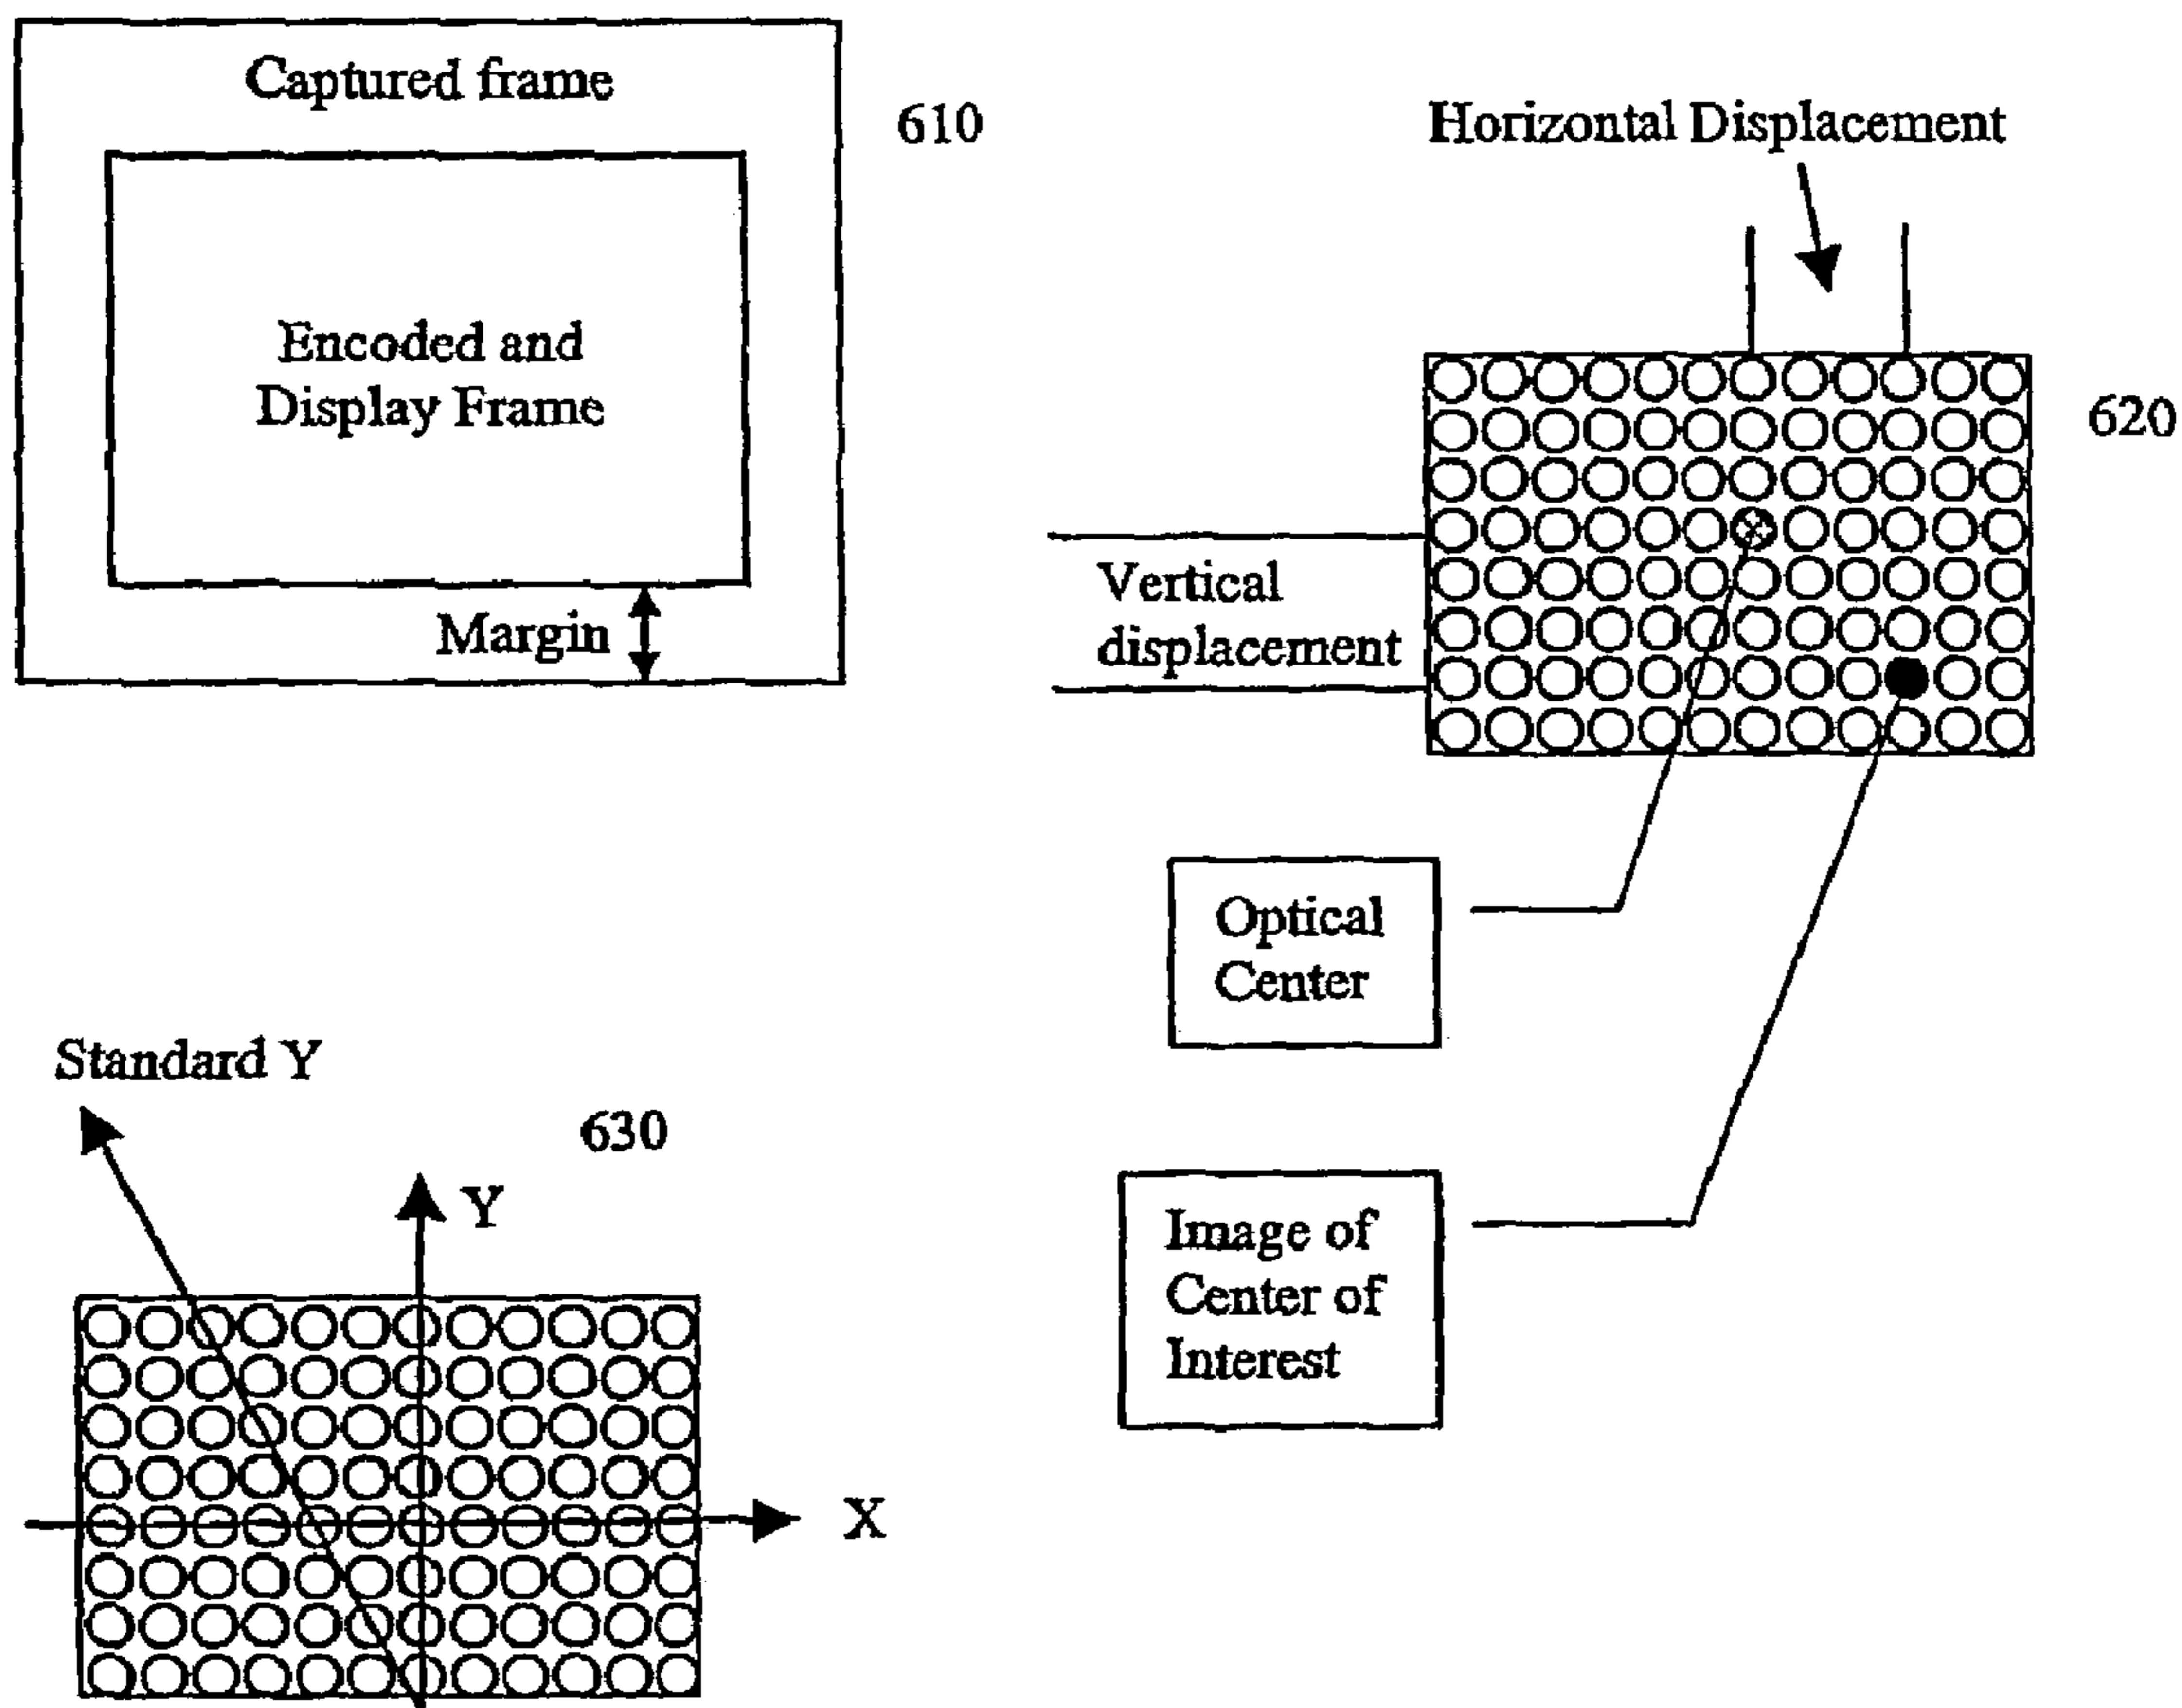 Captured frame
610
Encoded and
Display Frame
Margin
Horizontal Displacement
620
Vertical
displacement
Optical
Center
Image of
Center of
Interest
Standard Y
630
Y
X